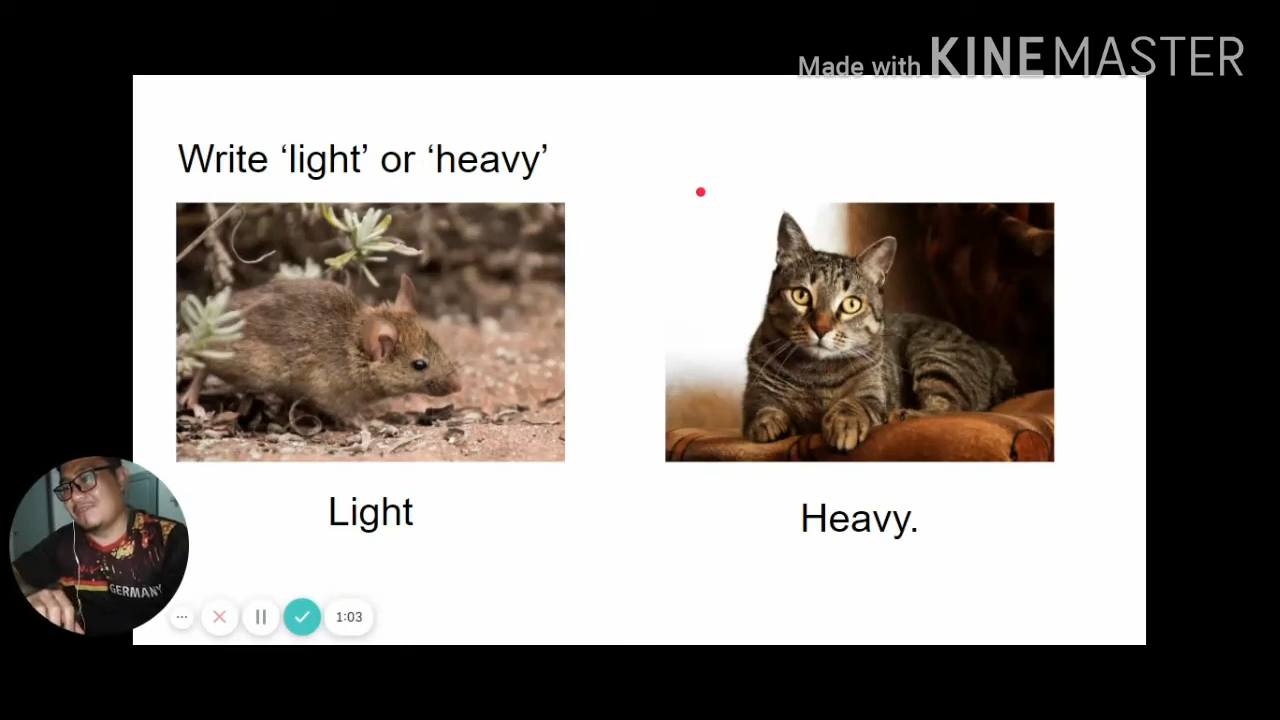 Made with KINEMASTER
Write ‘light’ or ‘heavy’
Light
Heavy.
GERMANY
1:03